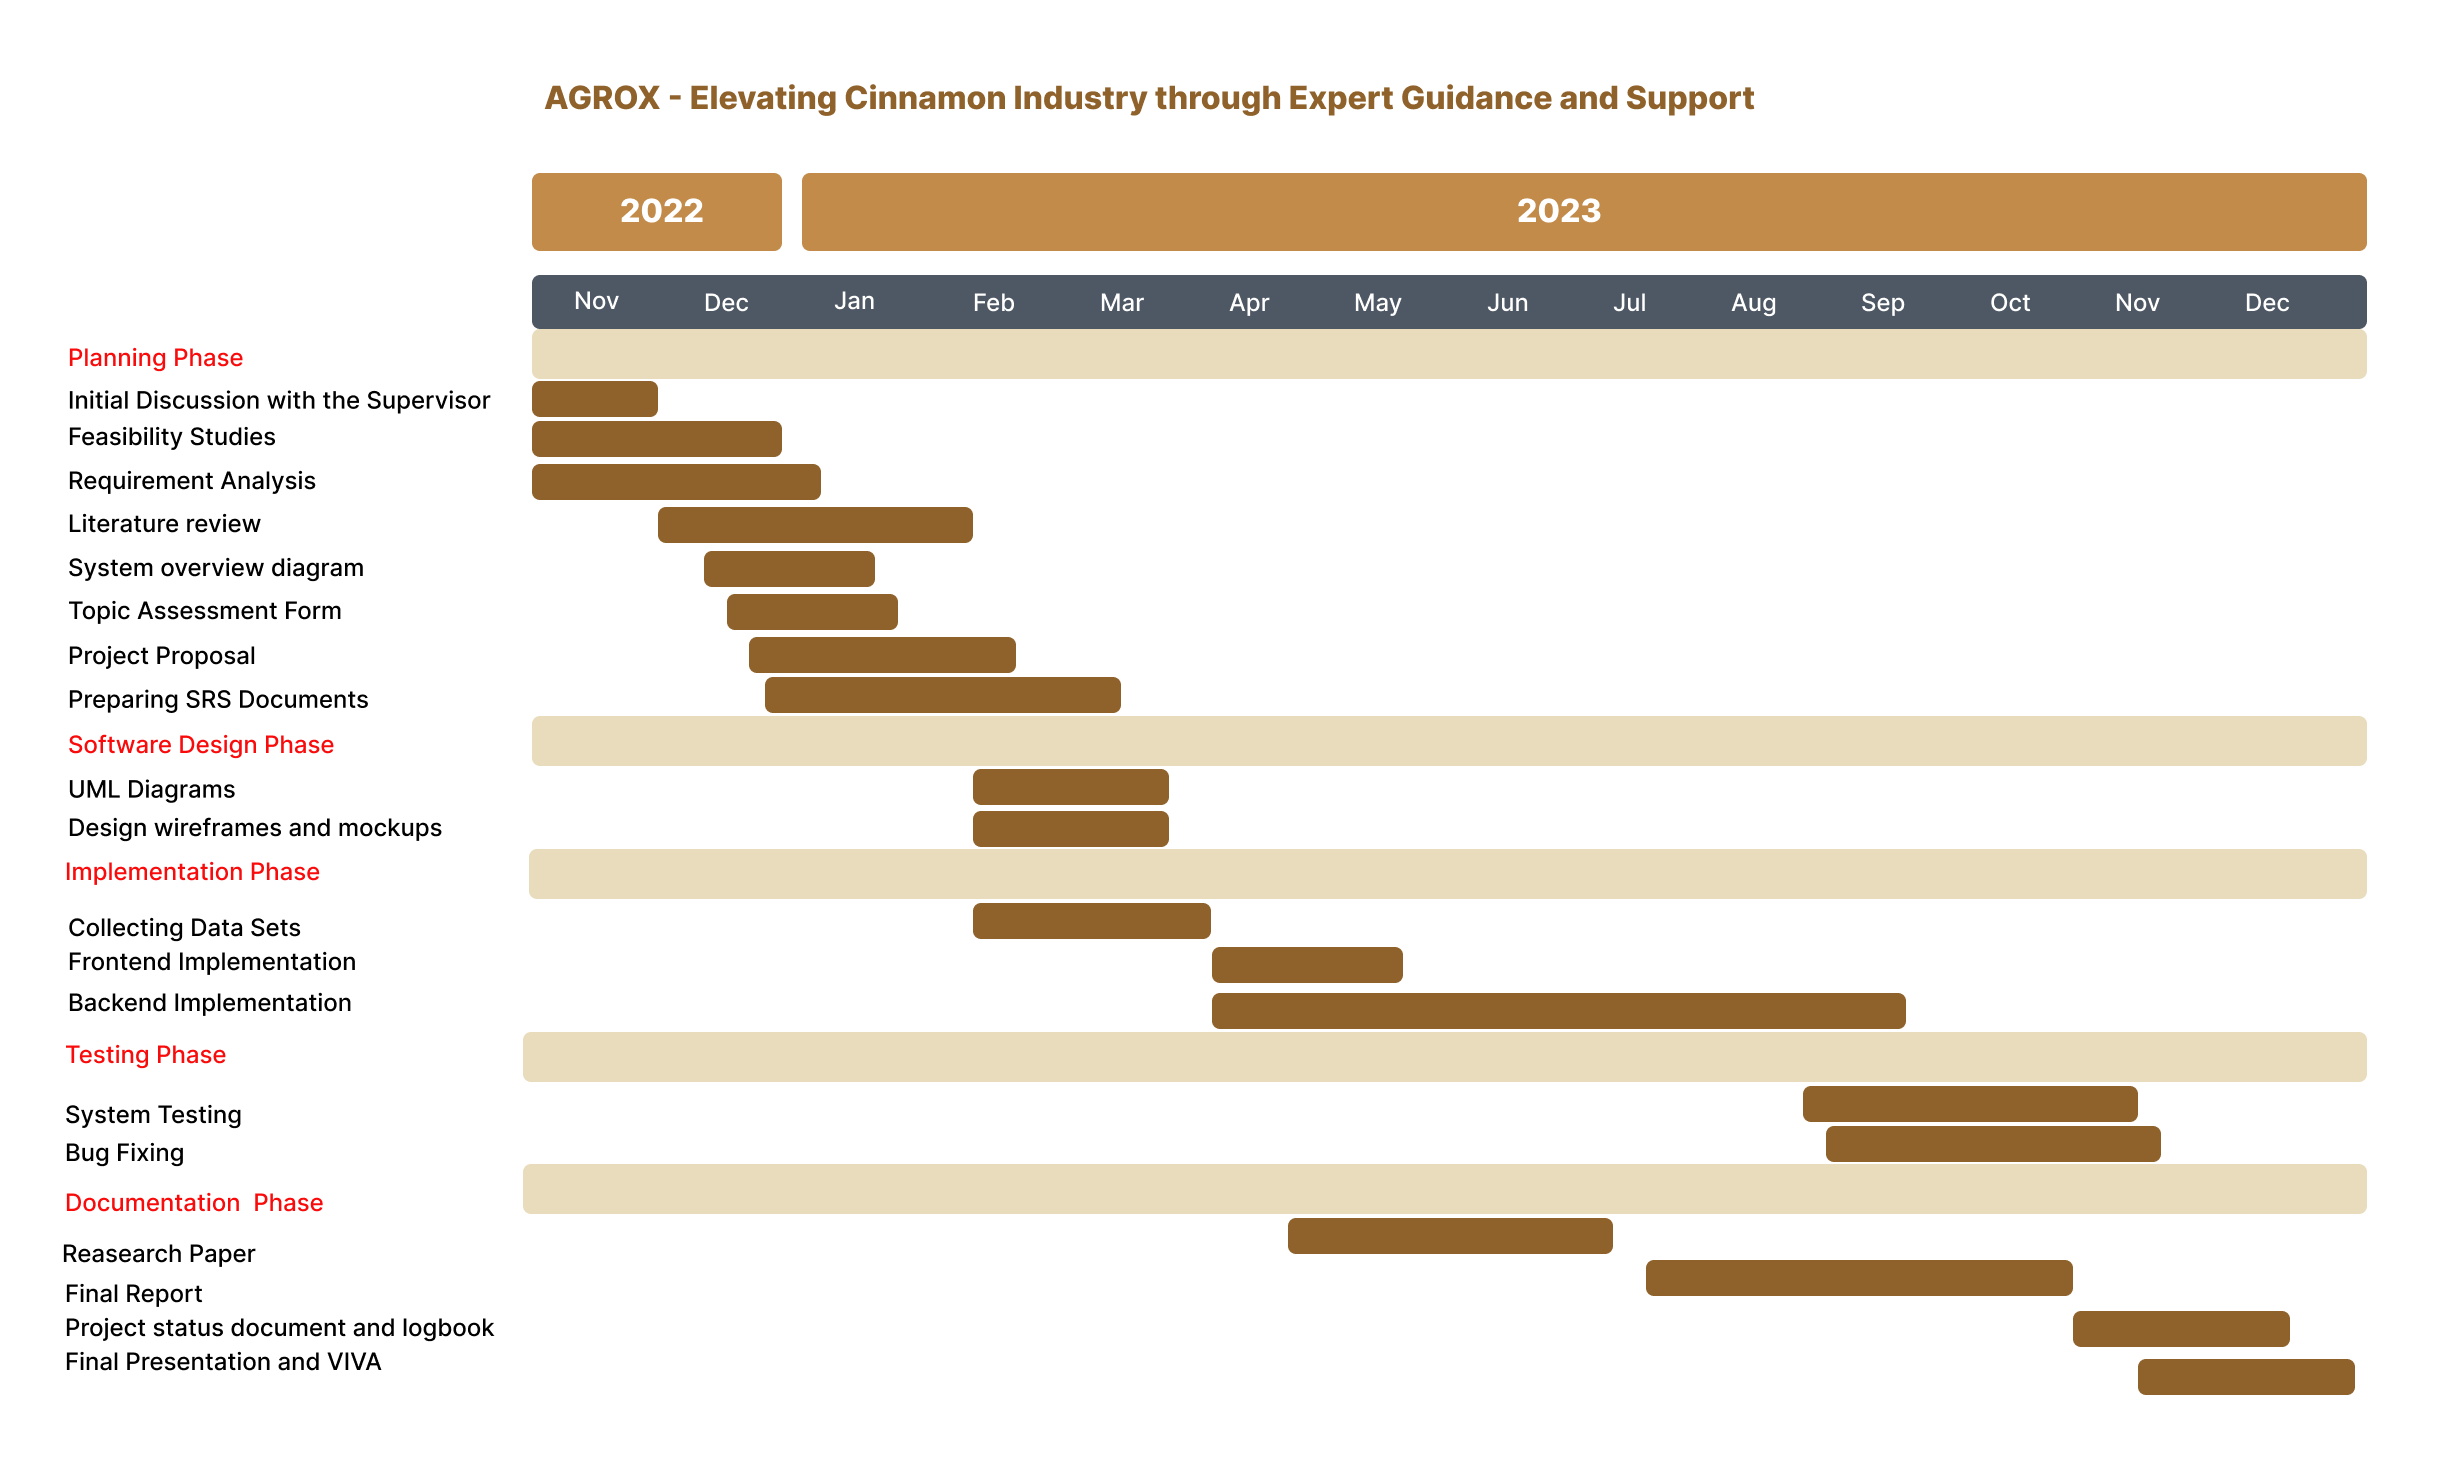 AGROX - Elevating Cinnamon Industry through Expert Guidance and Support
2022 2023
Nov Dec Jan Feb Mar Apr May Jun Jul Aug Sep Oct Nov Dec
Planning Phase
Initial Discussion with the Supervisor
Feasibility Studies
Requirement Analysis
Literature review
System overview diagram
Topic Assessment Form
Project Proposal
Preparing SRS Documents
Software Design Phase
UML Diagrams
Design wireframes and mockups
Implementation Phase
Collecting Data Sets
Frontend Implementation
Backend Implementation
Testing Phase
System Testing
Bug Fixing
Documentation  Phase
Reasearch Paper
Final Report
Project status document and logbook
Final Presentation and VIVA